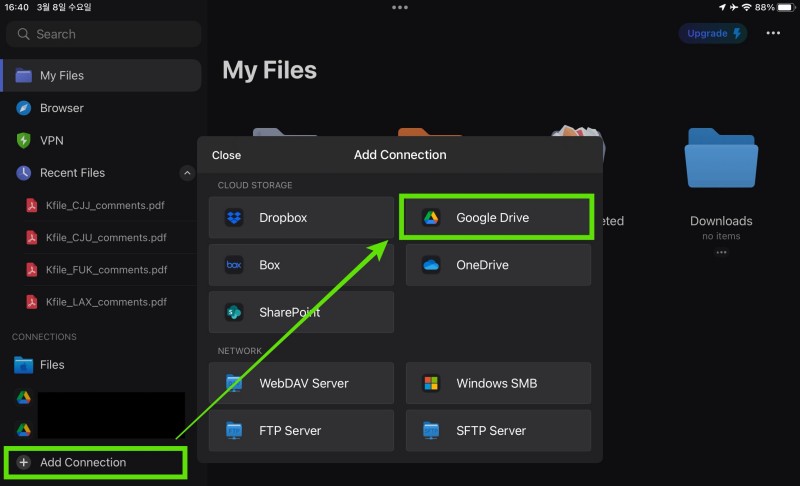 16:40 3월 8일 수요일
88%
Search
Upgrade
My Files
My Files
Browser
VPN
Recent Files
Kfile_CJJ_comments.pdf
Kfile_CJU_comments.pdf
Kfile_FUK_comments.pdf
Kfile_LAX_comments.pdf
CONNECTIONS
Files
Add Connection
Close
Add Connection
CLOUD STORAGE
Dropbox
Google Drive
box
Box
OneDrive
SharePoint
NETWORK
WebDAV Server
Windows SMB
FTP Server
SFTP
SFTP Server
Downloads
no items